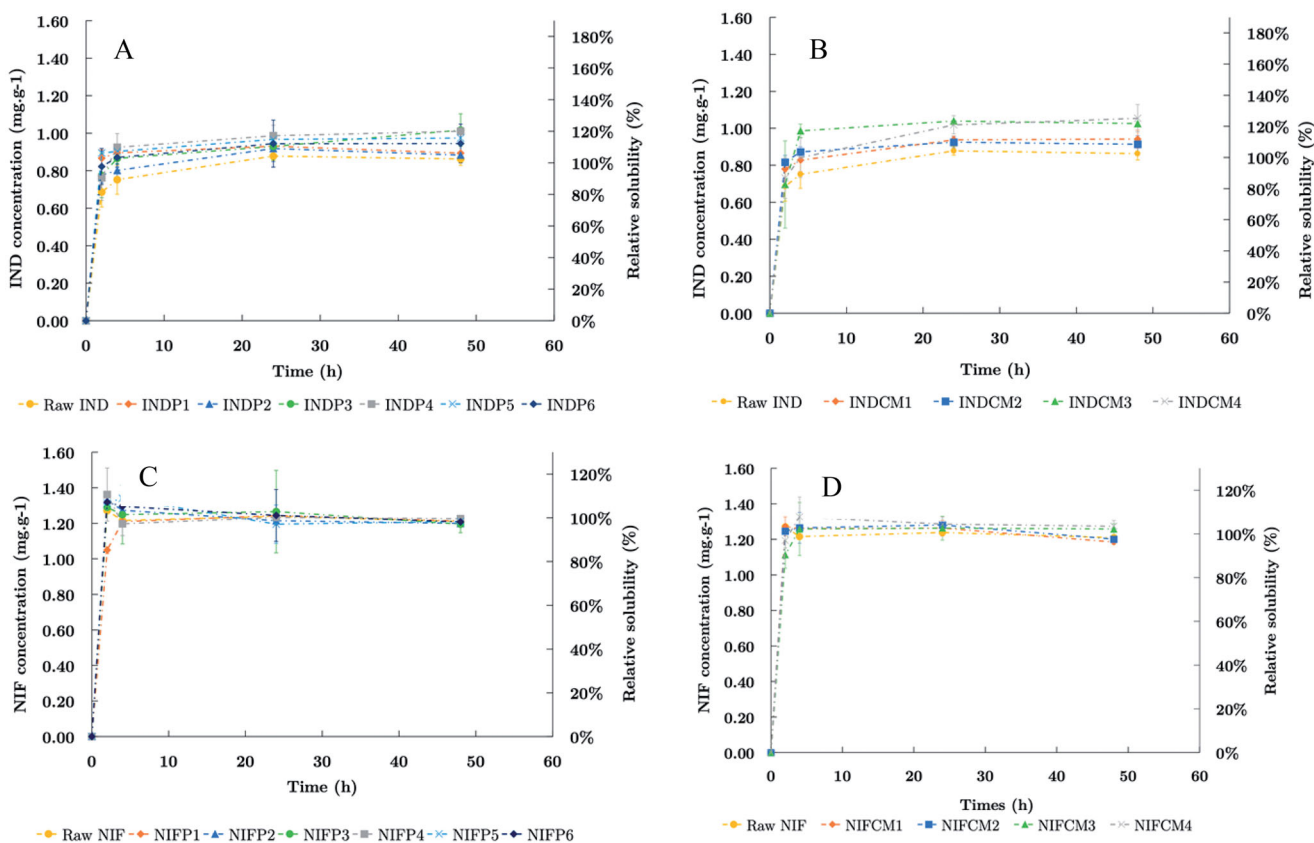 A
IND concentration (mg.g-1)
1.60
1.40
1.20
1.00
0.80
0.60
0.40
0.20
0.00
180%
160%
140%
120%
100%
80%
60%
40%
20%
0%
Relative solubility (%)
0 10 20 30 40 50 60
Time (h)
Raw IND INDP1 INDP2 INDP3 INDP4 INDP5 INDP6
B
IND concentration (mg.g-1)
1.60
1.40
1.20
1.00
0.80
0.60
0.40
0.20
0.00
180%
160%
140%
120%
100%
80%
60%
40%
20%
0%
Relative solubility (%)
0 10 20 30 40 50 60
Time (h)
Raw IND INDCM1 INDCM2 INDCM3 INDCM4
C
NIF concentration (mg.g-1)
1.60
1.40
1.20
1.00
0.80
0.60
0.40
0.20
0.00
120%
100%
80%
60%
40%
20%
0%
Relative solubility (%)
0 10 20 30 40 50 60
Time (h)
Raw NIF NIFP1 NIFP2 NIFP3 NIFP4 NIFP5 NIFP6
D
NIF concentration (mg.g-1)
1.60
1.40
1.20
1.00
0.80
0.60
0.40
0.20
0.00
120%
100%
80%
60%
40%
20%
0%
Relative solubility (%)
0 10 20 30 40 50 60
Times (h)
Raw NIF NIFCM1 NIFCM2 NIFCM3 NIFCM4